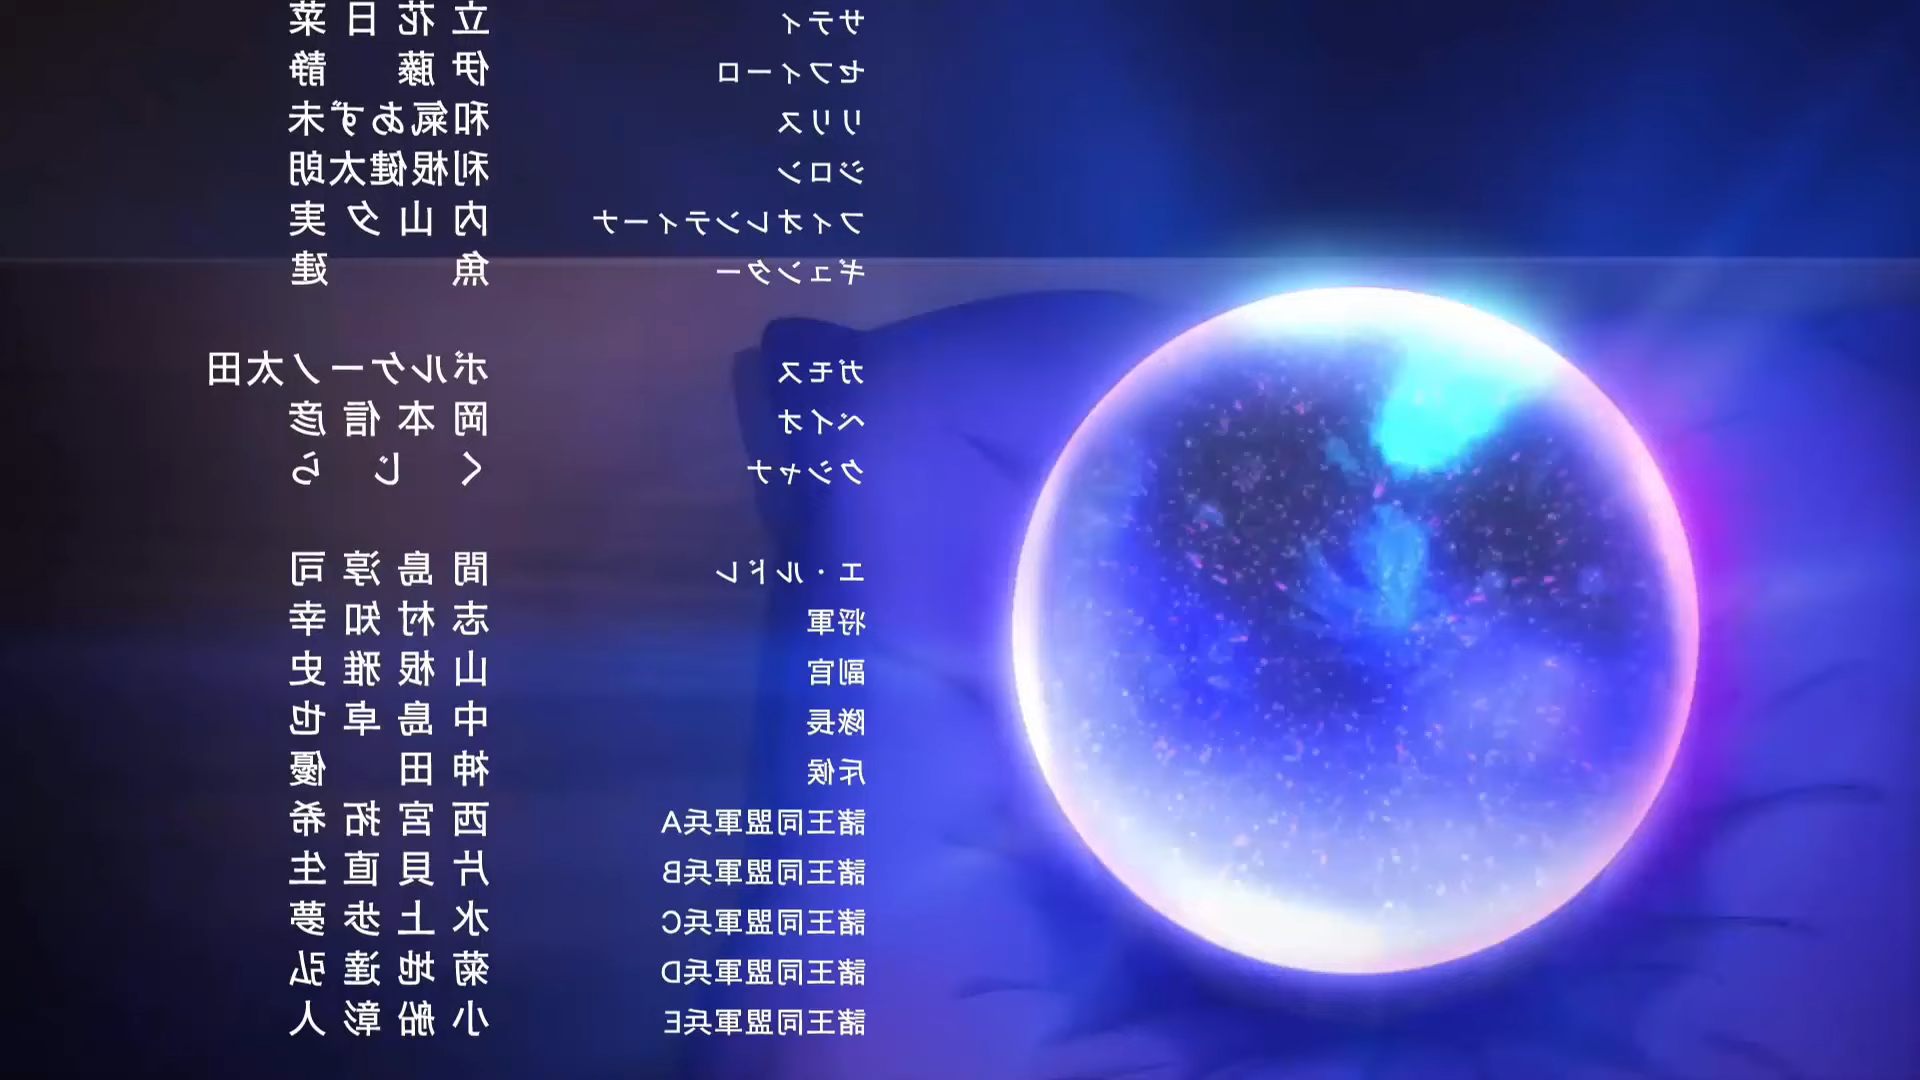 サティ 立花日菜
セフィーロ 伊藤静
リリス 和氣あず未
ジロン 利根健太朗
フィオレンティーナ 内山夕実
ギュンター 魚建
ガモス ボルケーノ太田
ベイオ 岡本信彦
クシャナ くじら
エ・ルドレ 間島淳司
将軍 志村知幸
副官 山根雅史
隊長 中島卓也
斥候 神田優
諸王同盟軍兵A 西宮拓希
諸王同盟軍兵B 片貝直生
諸王同盟軍兵C 水上歩夢
諸王同盟軍兵D 菊地達弘
諸王同盟軍兵E 小船彰人